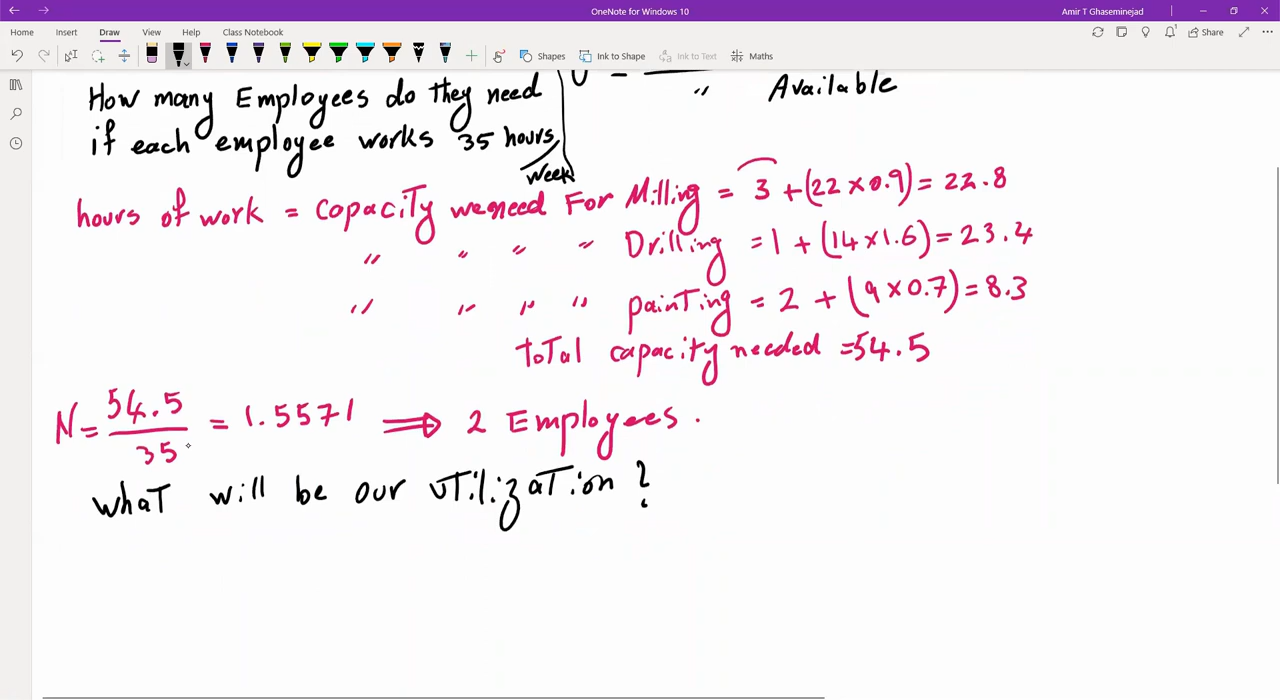 OneNote for Windows 10
Amir T Ghaseminejad
Home Insert Draw View Help Class Notebook
Share
Shapes Ink to Shape Ink to Text Maths
How many Employees do they need
if each employee works 35 hours
Week
" Available
hours of work = Capacity we need For Milling = 3 + (22 × 0.9) = 22.8
" " " " Drilling = 1 + (14 × 1.6) = 23.4
" " " " painting = 2 + (9 × 0.7) = 8.3
total capacity needed = 54.5
N = 54.5 / 35 = 1.5571 ⟹ 2 Employees.
what will be our utilization ?